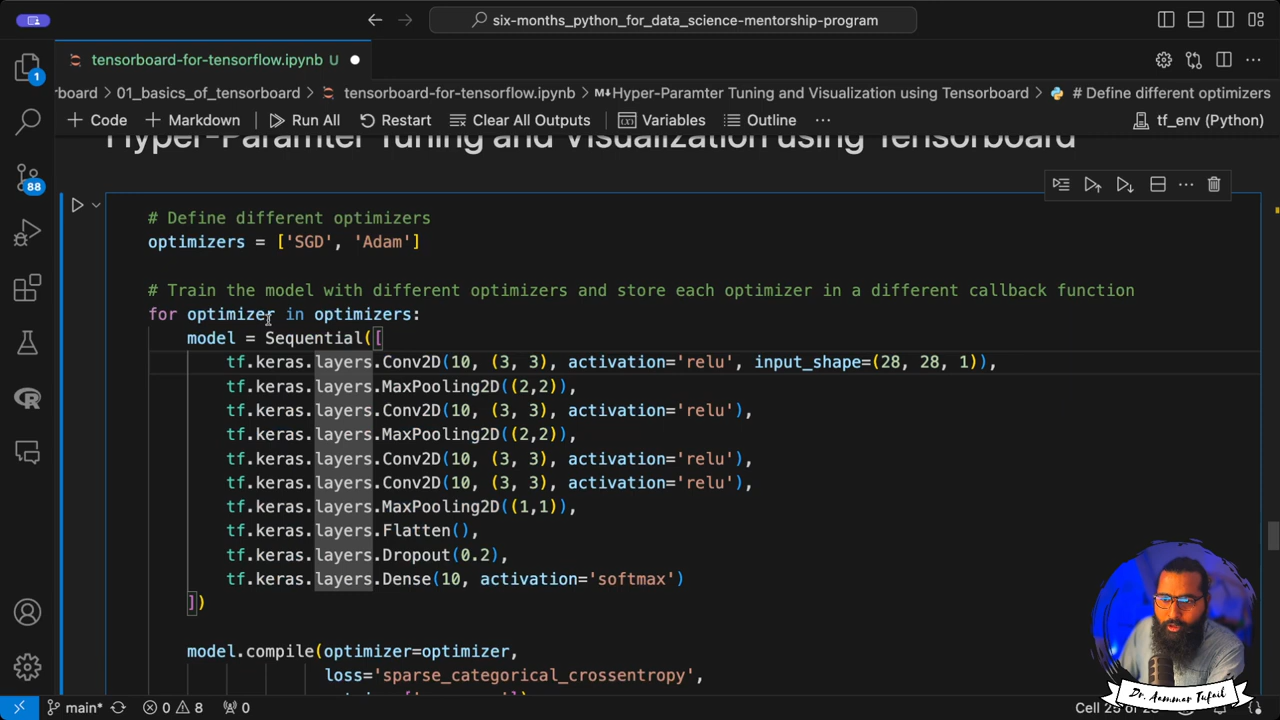 six-months_python_for_data_science-mentorship-program
tensorboard-for-tensorflow.ipynb U
rboard > 01_basics_of_tensorboard > tensorboard-for-tensorflow.ipynb > M↓Hyper-Paramter Tuning and Visualization using Tensorboard > # Define different optimizers
+ Code + Markdown Run All Restart Clear All Outputs Variables Outline ... tf_env (Python)
Hyper-Paramter Tuning and Visualization using Tensorboard
# Define different optimizers
optimizers = ['SGD', 'Adam']
# Train the model with different optimizers and store each optimizer in a different callback function
for optimizer in optimizers:
model = Sequential([
tf.keras.layers.Conv2D(10, (3, 3), activation='relu', input_shape=(28, 28, 1)),
tf.keras.layers.MaxPooling2D((2,2)),
tf.keras.layers.Conv2D(10, (3, 3), activation='relu'),
tf.keras.layers.MaxPooling2D((2,2)),
tf.keras.layers.Conv2D(10, (3, 3), activation='relu'),
tf.keras.layers.Conv2D(10, (3, 3), activation='relu'),
tf.keras.layers.MaxPooling2D((1,1)),
tf.keras.layers.Flatten(),
tf.keras.layers.Dropout(0.2),
tf.keras.layers.Dense(10, activation='softmax')
])
model.compile(optimizer=optimizer,
loss='sparse_categorical_crossentropy',
1
88
R
Dr. Aammar Tufail
main* 0 8 0